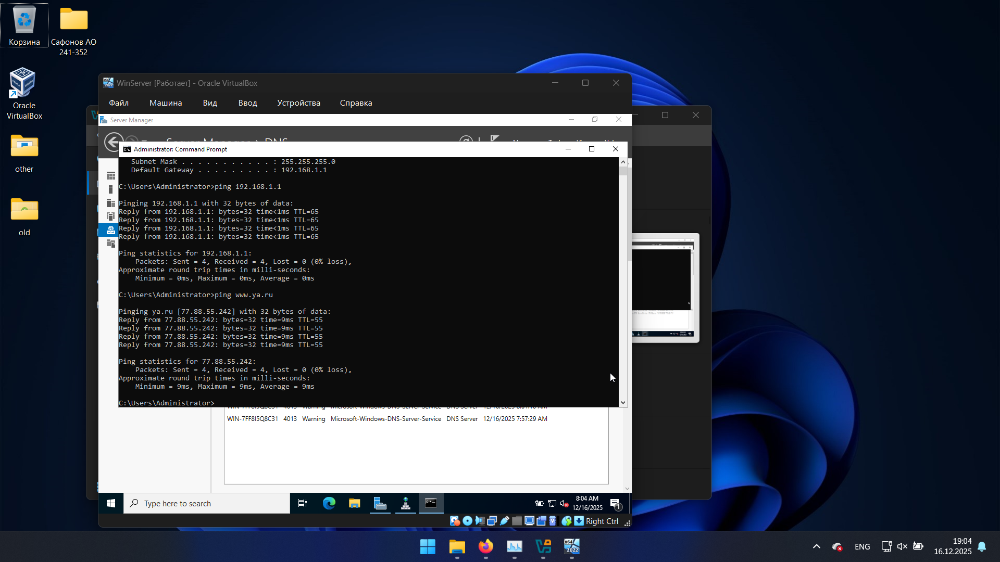 Корзина
Сафонов АО
241-352
Oracle
VirtualBox
other
old
WinServer [Работает] - Oracle VirtualBox
Файл Машина Вид Ввод Устройства Справка
Server Manager
Administrator: Command Prompt
Subnet Mask . . . . . . . . . . . : 255.255.255.0
Default Gateway . . . . . . . . . : 192.168.1.1
C:\Users\Administrator>ping 192.168.1.1
Pinging 192.168.1.1 with 32 bytes of data:
Reply from 192.168.1.1: bytes=32 time<1ms TTL=65
Reply from 192.168.1.1: bytes=32 time<1ms TTL=65
Reply from 192.168.1.1: bytes=32 time<1ms TTL=65
Reply from 192.168.1.1: bytes=32 time<1ms TTL=65
Ping statistics for 192.168.1.1:
Packets: Sent = 4, Received = 4, Lost = 0 (0% loss),
Approximate round trip times in milli-seconds:
Minimum = 0ms, Maximum = 0ms, Average = 0ms
C:\Users\Administrator>ping www.ya.ru
Pinging ya.ru [77.88.55.242] with 32 bytes of data:
Reply from 77.88.55.242: bytes=32 time=9ms TTL=55
Reply from 77.88.55.242: bytes=32 time=9ms TTL=55
Reply from 77.88.55.242: bytes=32 time=9ms TTL=55
Reply from 77.88.55.242: bytes=32 time=9ms TTL=55
Ping statistics for 77.88.55.242:
Packets: Sent = 4, Received = 4, Lost = 0 (0% loss),
Approximate round trip times in milli-seconds:
Minimum = 9ms, Maximum = 9ms, Average = 9ms
C:\Users\Administrator>
WIN-7FF8I5Q8C31 4013 Warning Microsoft-Windows-DNS-Server-Service DNS Server 12/16/2025 7:57:29 AM
Type here to search
8:04 AM
12/16/2025
1
Right Ctrl
x64
2022
ENG
19:04
16.12.2025